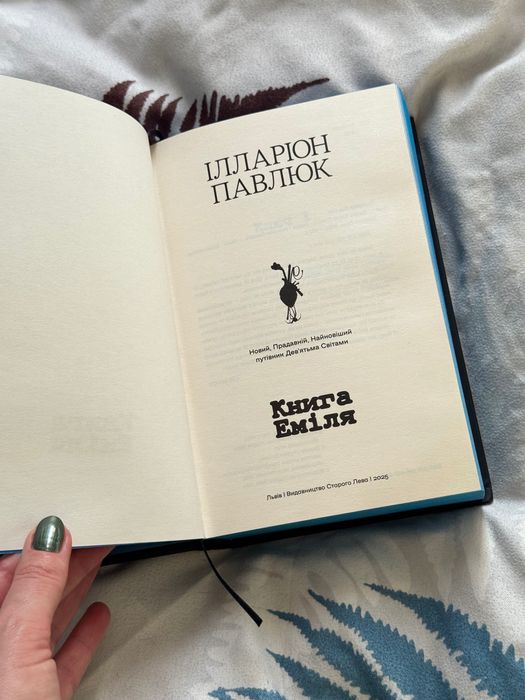 ІЛЛАРІОН
ПАВЛЮК
Новий, Прадавній, Найновіший
путівник Дев'ятьма Світами
Книга
Еміля
Львів | Видавництво Старого Лева | 2025